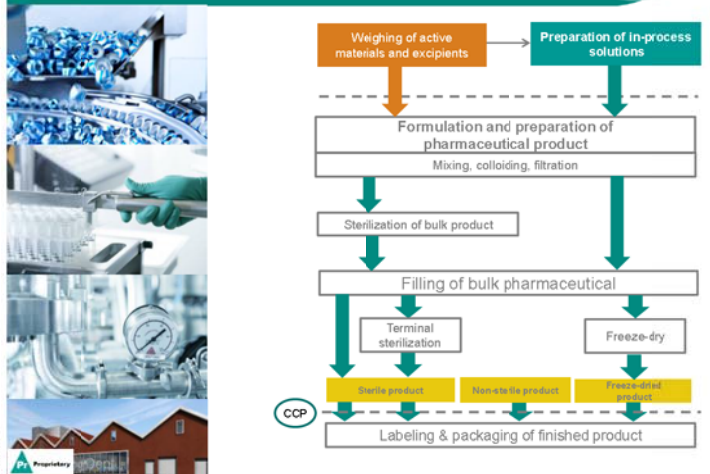 Weighing of active
materials and excipients
Preparation of in-process
solutions
Formulation and preparation of
pharmaceutical product
Mixing, colloiding, filtration
Sterilization of bulk product
Filling of bulk pharmaceutical
Terminal
sterilization
Freeze-dry
Sterile product
Non-sterile product
Freeze-dried
product
CCP
Labeling & packaging of finished product
Pr Proprietary